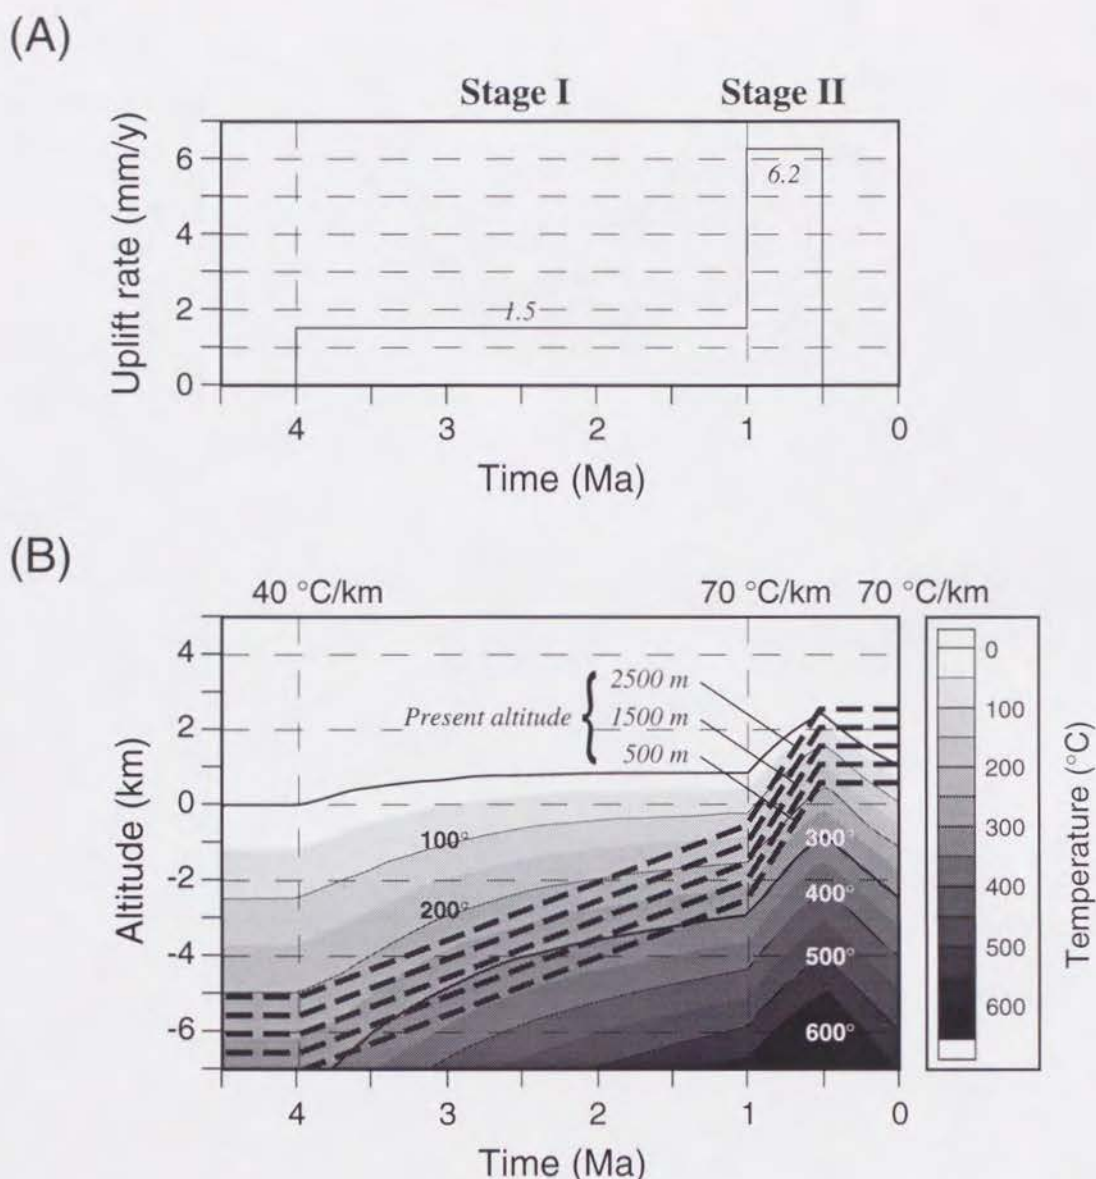 (A)
Stage I Stage II
Uplift rate (mm/y)
6
4
2
0
6.2
1.5
4 3 2 1 0
Time (Ma)
(B)
40 °C/km 70 °C/km 70 °C/km
Altitude (km)
4
2
0
-2
-4
-6
Present altitude
2500 m
1500 m
500 m
100°
200°
300°
400°
500°
600°
4 3 2 1 0
Time (Ma)
0
100
200
300
400
500
600
Temperature (°C)